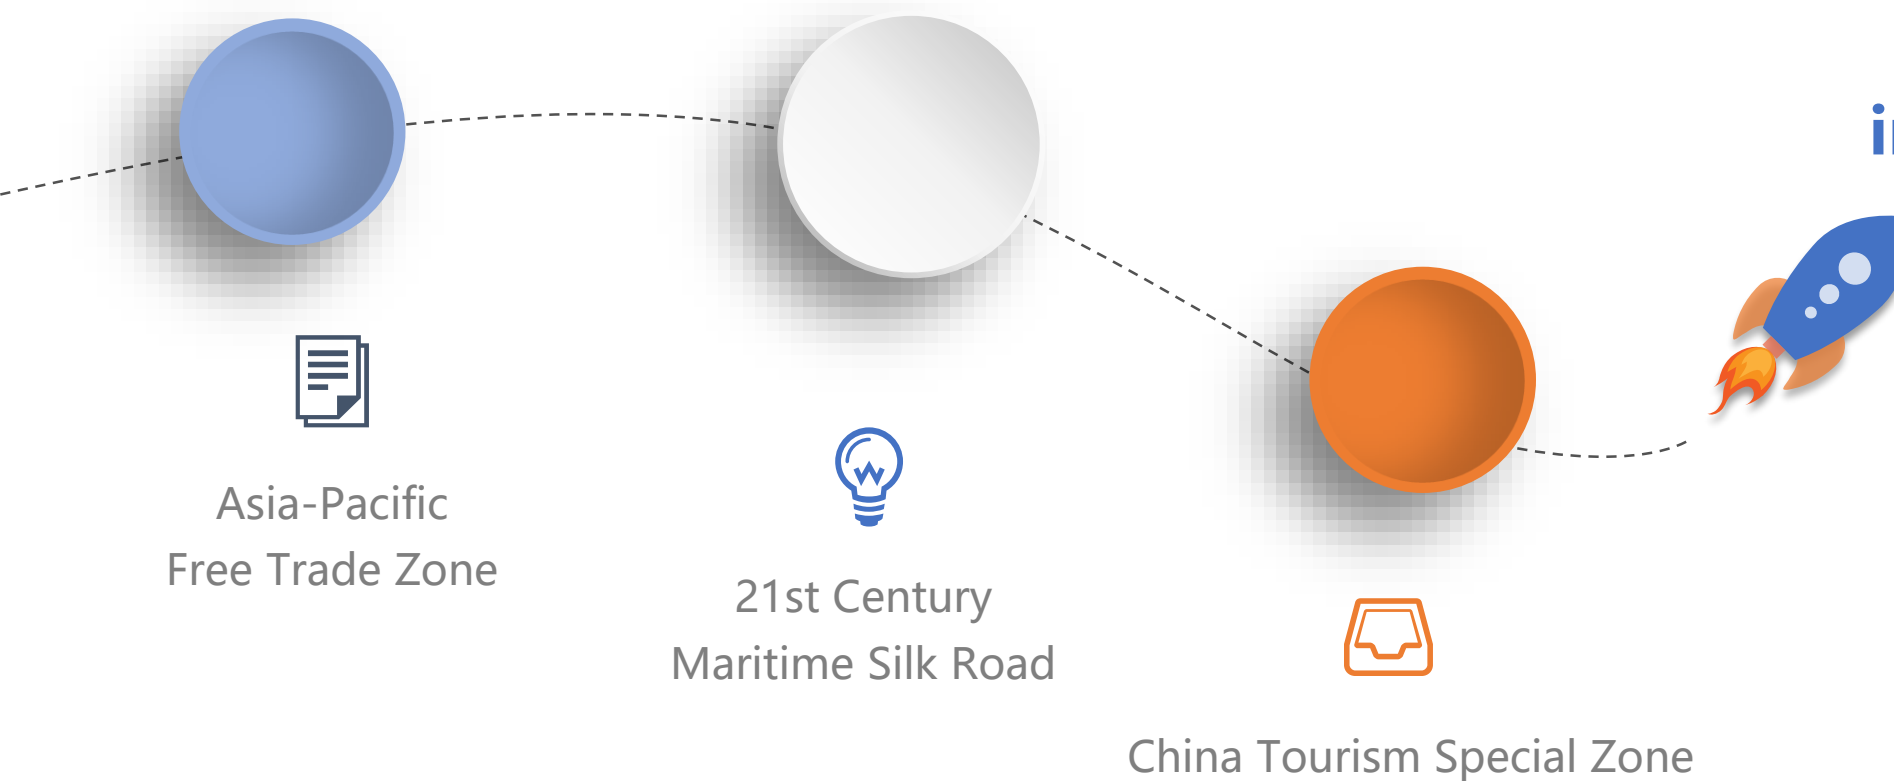 Asia-Pacific
Free Trade Zone
21st Century
Maritime Silk Road
China Tourism Special Zone